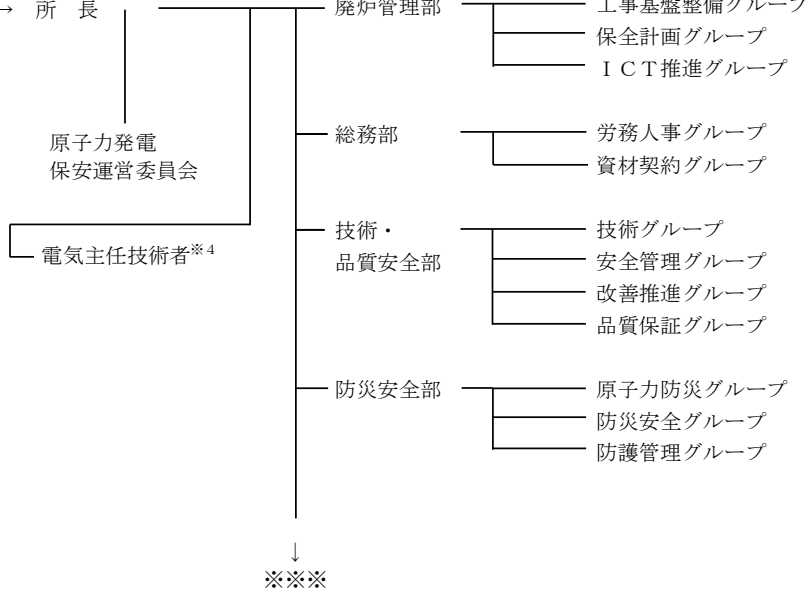 → 所 長
廃炉管理部
工事基盤整備グループ
保全計画グループ
ＩＣＴ推進グループ
原子力発電
保安運営委員会
総務部
労務人事グループ
資材契約グループ
電気主任技術者※4
技術・
品質安全部
技術グループ
安全管理グループ
改善推進グループ
品質保証グループ
防災安全部
原子力防災グループ
防災安全グループ
防護管理グループ
↓
※※※